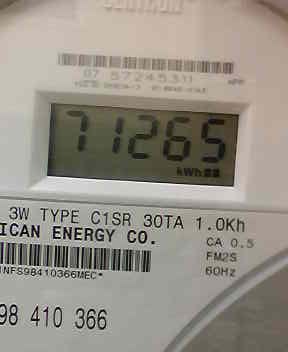 CENTRON
07 57245311
71265
kWh
3W TYPE C1SR 30TA 1.0Kh
ICAN ENERGY CO.
CA 0.5
FM2S
60Hz
INFS98410366MEC*
98 410 366